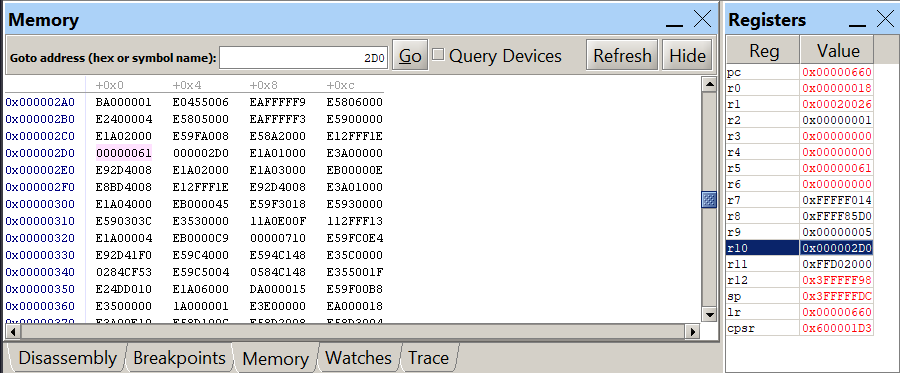 Memory
Goto address (hex or symbol name): 2D0 Go Query Devices Refresh Hide
+0x0 +0x4 +0x8 +0xc
0x000002A0 BA000001 E0455006 EAFFFFF9 E5806000
0x000002B0 E2400004 E5805000 EAFFFFF3 E5900000
0x000002C0 E1A02000 E59FA008 E58A2000 E12FFF1E
0x000002D0 00000061 000002D0 E1A01000 E3A00000
0x000002E0 E92D4008 E1A02000 E1A03000 EB00000E
0x000002F0 E8BD4008 E12FFF1E E92D4008 E3A01000
0x00000300 E1A04000 EB000045 E59F3018 E5930000
0x00000310 E590303C E3530000 11A0E00F 112FFF13
0x00000320 E1A00004 EB0000C9 00000710 E59FC0E4
0x00000330 E92D41F0 E59C4000 E594C148 E35C0000
0x00000340 0284CF53 E59C5004 0584C148 E355001F
0x00000350 E24DD010 E1A06000 DA000015 E59F00B8
0x00000360 E3500000 1A000001 E3E00000 EA000018
Disassembly Breakpoints Memory Watches Trace
Registers
Reg Value
pc 0x00000660
r0 0x00000018
r1 0x00020026
r2 0x00000001
r3 0x00000000
r4 0x00000000
r5 0x00000061
r6 0x00000000
r7 0xFFFFF014
r8 0xFFFF85D0
r9 0x00000005
r10 0x000002D0
r11 0xFFD02000
r12 0x3FFFFF98
sp 0x3FFFFFDC
lr 0x00000660
cpsr 0x600001D3